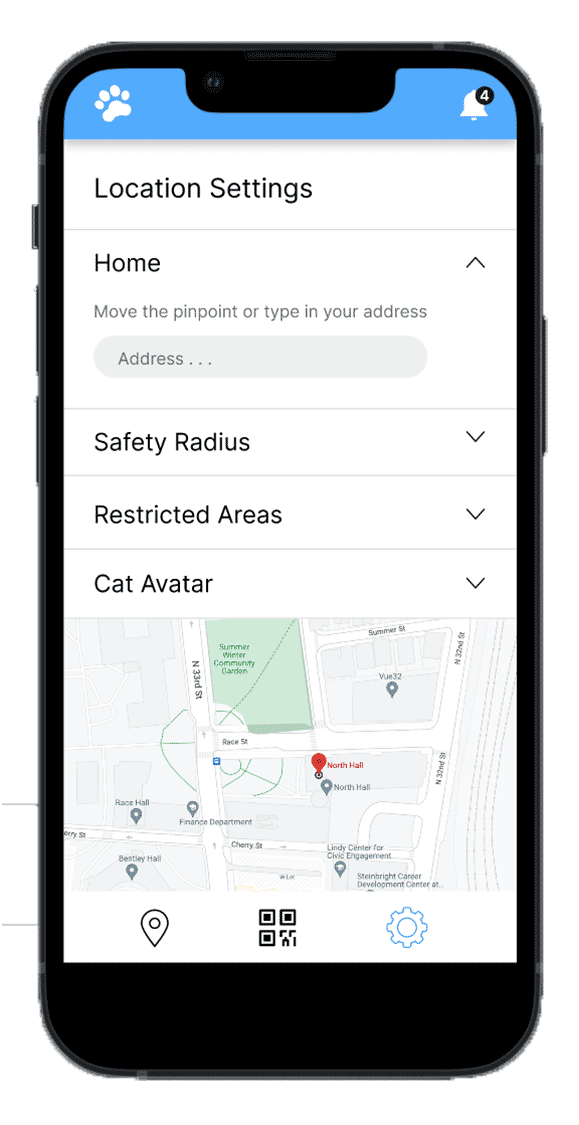 4
Location Settings
Home
Move the pinpoint or type in your address
Address . . .
Safety Radius
Restricted Areas
Cat Avatar
Summer St
N 32nd St
Summer
Winter
Community
Garden
N 33rd St
Vue32
Race St
North Hall
N 32nd St
North Hall
Race Hall
Finance Department
erry St
Cherry St
Lindy Center for
Civic Engagement
Bentley Hall
Lot
Steinbright Career
Development Center at...